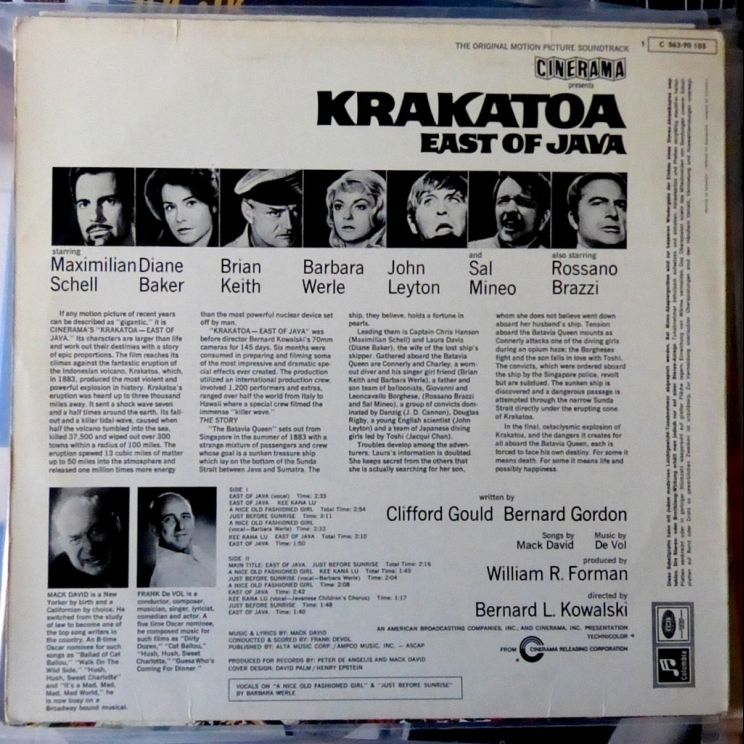 THE ORIGINAL MOTION PICTURE SOUNDTRACK
1 C 062-90 105
CINERAMA
presents
KRAKATOA
EAST OF JAVA
starring
Maximilian Schell
Diane Baker
Brian Keith
Barbara Werle
John Leyton
and
Sal Mineo
also starring
Rossano Brazzi
If any motion picture of recent years
can be described as "gigantic," it is
CINERAMA'S "KRAKATOA—EAST OF
JAVA." Its characters are larger than life
and work out their destinies with a story
of epic proportions. The film reaches its
climax against the fantastic eruption of
the Indonesian volcano, Krakatoa, which,
in 1883, produced the most violent and
powerful explosion in history. Krakatoa's
eruption was heard up to three thousand
miles away. It sent a shock wave seven
and a half times around the earth. Its fall-
out and a killer tidal-wave, caused when
half the volcano tumbled into the sea,
killed 37,500 and wiped out over 300
towns within a radius of 100 miles. The
eruption spewed 13 cubic miles of matter
up to 50 miles into the atmosphere and
released one million times more energy
than the most powerful nuclear device set
off by man.
"KRAKATOA—EAST OF JAVA" was
before director Bernard Kowalski's 70mm
cameras for 145 days. Six months were
consumed in preparing and filming some
of the most impressive and dramatic spe-
cial effects ever created. The production
utilized an international production crew,
involved 1,200 performers and extras,
ranged over half the world from Italy to
Hawaii where a special crew filmed the
immense "killer wave."
THE STORY
"The Batavia Queen" sets out from
Singapore in the summer of 1883 with a
strange mixture of passengers and crew
whose goal is a sunken treasure ship
which lay on the bottom of the Sunda
Strait between Java and Sumatra. The
ship, they believe, holds a fortune in
pearls.
Leading them is Captain Chris Hanson
(Maximilian Schell) and Laura Davis
(Diane Baker), the wife of the lost ship's
skipper. Gathered aboard the Batavia
Queen are Connerly and Charley, a worn-
out diver and his singer girl friend (Brian
Keith and Barbara Werle), a father and
son team of balloonists, Giovanni and
Leoncavallo Borghese, (Rossano Brazzi
and Sal Mineo), a group of convicts dom-
inated by Danzig (J. D. Cannon), Douglas
Rigby, a young English scientist (John
Leyton) and a team of Japanese diving
girls led by Toshi (Jacqui Chan).
Troubles develop among the adven-
turers. Laura's information is doubted.
She keeps secret from the others that
she is actually searching for her son,
whom she does not believe went down
aboard her husband's ship. Tension
aboard the Batavia Queen mounts as
Connerly attacks one of the diving girls
during an opium haze; the Borgheses
fight and the son falls in love with Toshi.
The convicts, which were ordered aboard
the ship by the Singapore police, revolt
but are subdued. The sunken ship is
discovered and a dangerous passage is
attempted through the narrow Sunda
Strait directly under the erupting cone
of Krakatoa.
In the final, cataclysmic explosion of
Krakatoa, and the dangers it creates for
all aboard the Batavia Queen, each is
forced to face his own destiny. For some it
means death. For some it means life and
possibly happiness.
MACK DAVID is a New
Yorker by birth and a
Californian by choice. He
switched from the study
of law to become one of
the top song writers in
the country. An 8-time
Oscar nominee for such
songs as "Ballad of Cat
Ballou," "Walk On The
Wild Side," "Hush,
Hush, Sweet Charlotte"
and "It's a Mad, Mad,
Mad, Mad World," he
is now busy on a
Broadway bound musical.
FRANK De VOL is a
conductor, composer,
musician, singer, lyricist,
comedian and actor. A
five time Oscar nominee,
he composed music for
such films as "Dirty
Dozen," "Cat Ballou,"
"Hush, Hush, Sweet
Charlotte," "Guess Who's
Coming For Dinner."
SIDE I
EAST OF JAVA (vocal) Time: 2:33
EAST OF JAVA KEE KANA LU
A NICE OLD FASHIONED GIRL Total Time: 2:54
JUST BEFORE SUNRISE Time: 3:11
A NICE OLD FASHIONED GIRL
(vocal—Barbara Werle) Time: 2:33
KEE KANA LU EAST OF JAVA Total Time: 2:10
EAST OF JAVA Time: 1:50
SIDE II
MAIN TITLE: EAST OF JAVA JUST BEFORE SUNRISE Total Time: 2:16
A NICE OLD FASHIONED GIRL KEE KANA LU Total Time: 1:45
JUST BEFORE SUNRISE (vocal—Barbara Werle) Time: 2:04
A NICE OLD FASHIONED GIRL Time: 2:08
EAST OF JAVA Time: 2:42
KEE KANA LU (vocal—Javanese Children's Chorus) Time: 1:17
JUST BEFORE SUNRISE Time: 1:48
EAST OF JAVA Time: 1:40
MUSIC & LYRICS BY: MACK DAVID
CONDUCTED & SCORED BY: FRANK DEVOL
PUBLISHED BY: ALTA MUSIC CORP./AMPCO MUSIC, INC. — ASCAP
PRODUCED FOR RECORDS BY: PETER DE ANGELIS AND MACK DAVID
COVER DESIGN: DAVID PALM / HENRY EPSTEIN
VOCALS ON "A NICE OLD FASHIONED GIRL" & "JUST BEFORE SUNRISE"
BY BARBARA WERLE
written by
Clifford Gould Bernard Gordon
Songs by
Mack David
Music by
De Vol
produced by
William R. Forman
directed by
Bernard L. Kowalski
AN AMERICAN BROADCASTING COMPANIES, INC., AND CINERAMA, INC. PRESENTATION
TECHNICOLOR
FROM CINERAMA RELEASING CORPORATION
EMI
Columbia